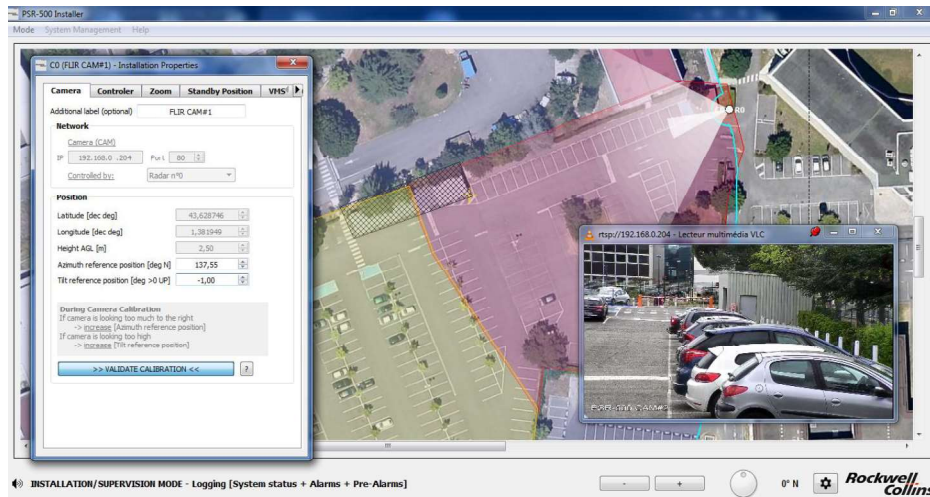 PSR-500 Installer
Mode System Management Help
C0 (FLIR CAM#1) - Installation Properties
Camera Controler Zoom Standby Position VMS
Additional label (optional) FLIR CAM#1
Network
Camera (CAM)
IP 192.168.0 .204 Port 80
Controlled by: Radar n°0
Position
Latitude [dec deg] 43,628746
Longitude [dec deg] 1,381949
Height AGL [m] 2,50
Azimuth reference position [deg N] 137,55
Tilt reference position [deg >0 UP] -1,00
During Camera Calibration
If camera is looking too much to the right
-> increase [Azimuth reference position]
If camera is looking too high
-> increase [Tilt reference position]
>> VALIDATE CALIBRATION << ?
R0
rtsp://192.168.0.204 - Lecteur multimédia VLC
PSR-500 CAM#2
INSTALLATION/SUPERVISION MODE - Logging [System status + Alarms + Pre-Alarms]
- + 0° N
Rockwell
Collins